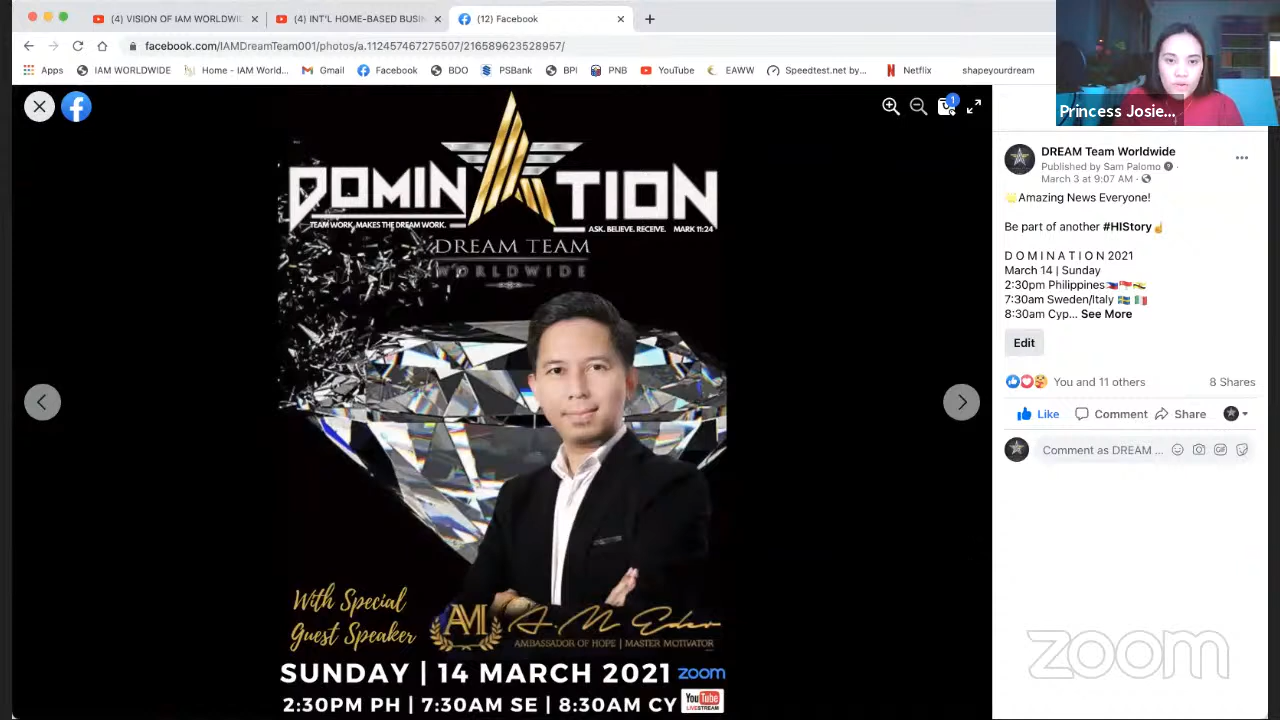 (4) VISION OF IAM WORLDWID
(4) INT'L HOME-BASED BUSIN
(12) Facebook
facebook.com/IAMDreamTeam001/photos/a.112457467275507/216589623528957/
Apps
IAM WORLDWIDE
Home - IAM World...
Gmail
Facebook
BDO
PSBank
BPI
PNB
YouTube
EAWW
Speedtest.net by...
Netflix
shapeyourdream
Princess Josie...
1
DOMINATION
TEAM WORK, MAKES THE DREAM WORK.
ASK. BELIEVE. RECEIVE. MARK 11:24
DREAM TEAM
WORLDWIDE
With Special
Guest Speaker
AM
A.M Eder
AMBASSADOR OF HOPE | MASTER MOTIVATOR
SUNDAY | 14 MARCH 2021 zoom
2:30PM PH | 7:30AM SE | 8:30AM CY YouTube
LIVESTREAM
DREAM Team Worldwide
Published by Sam Palomo
March 3 at 9:07 AM
Amazing News Everyone!
Be part of another #HIStory
D O M I N A T I O N 2021
March 14 | Sunday
2:30pm Philippines
7:30am Sweden/Italy
8:30am Cyp... See More
Edit
You and 11 others
8 Shares
Like
Comment
Share
Comment as DREAM ...
GIF
zoom